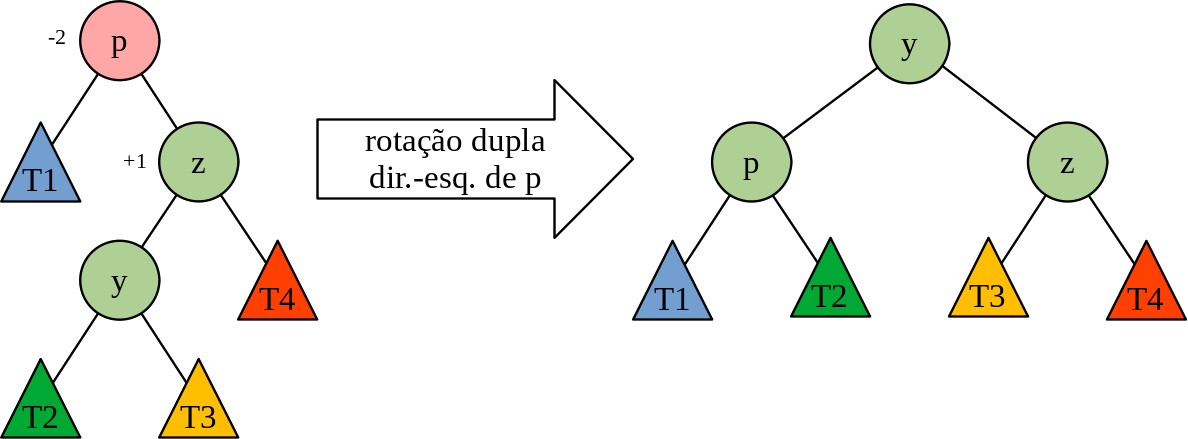 -2
p
y
T1
+1
z
rotação dupla
dir.-esq. de p
p
z
y
T4
T1
T2
T3
T4
T2
T3